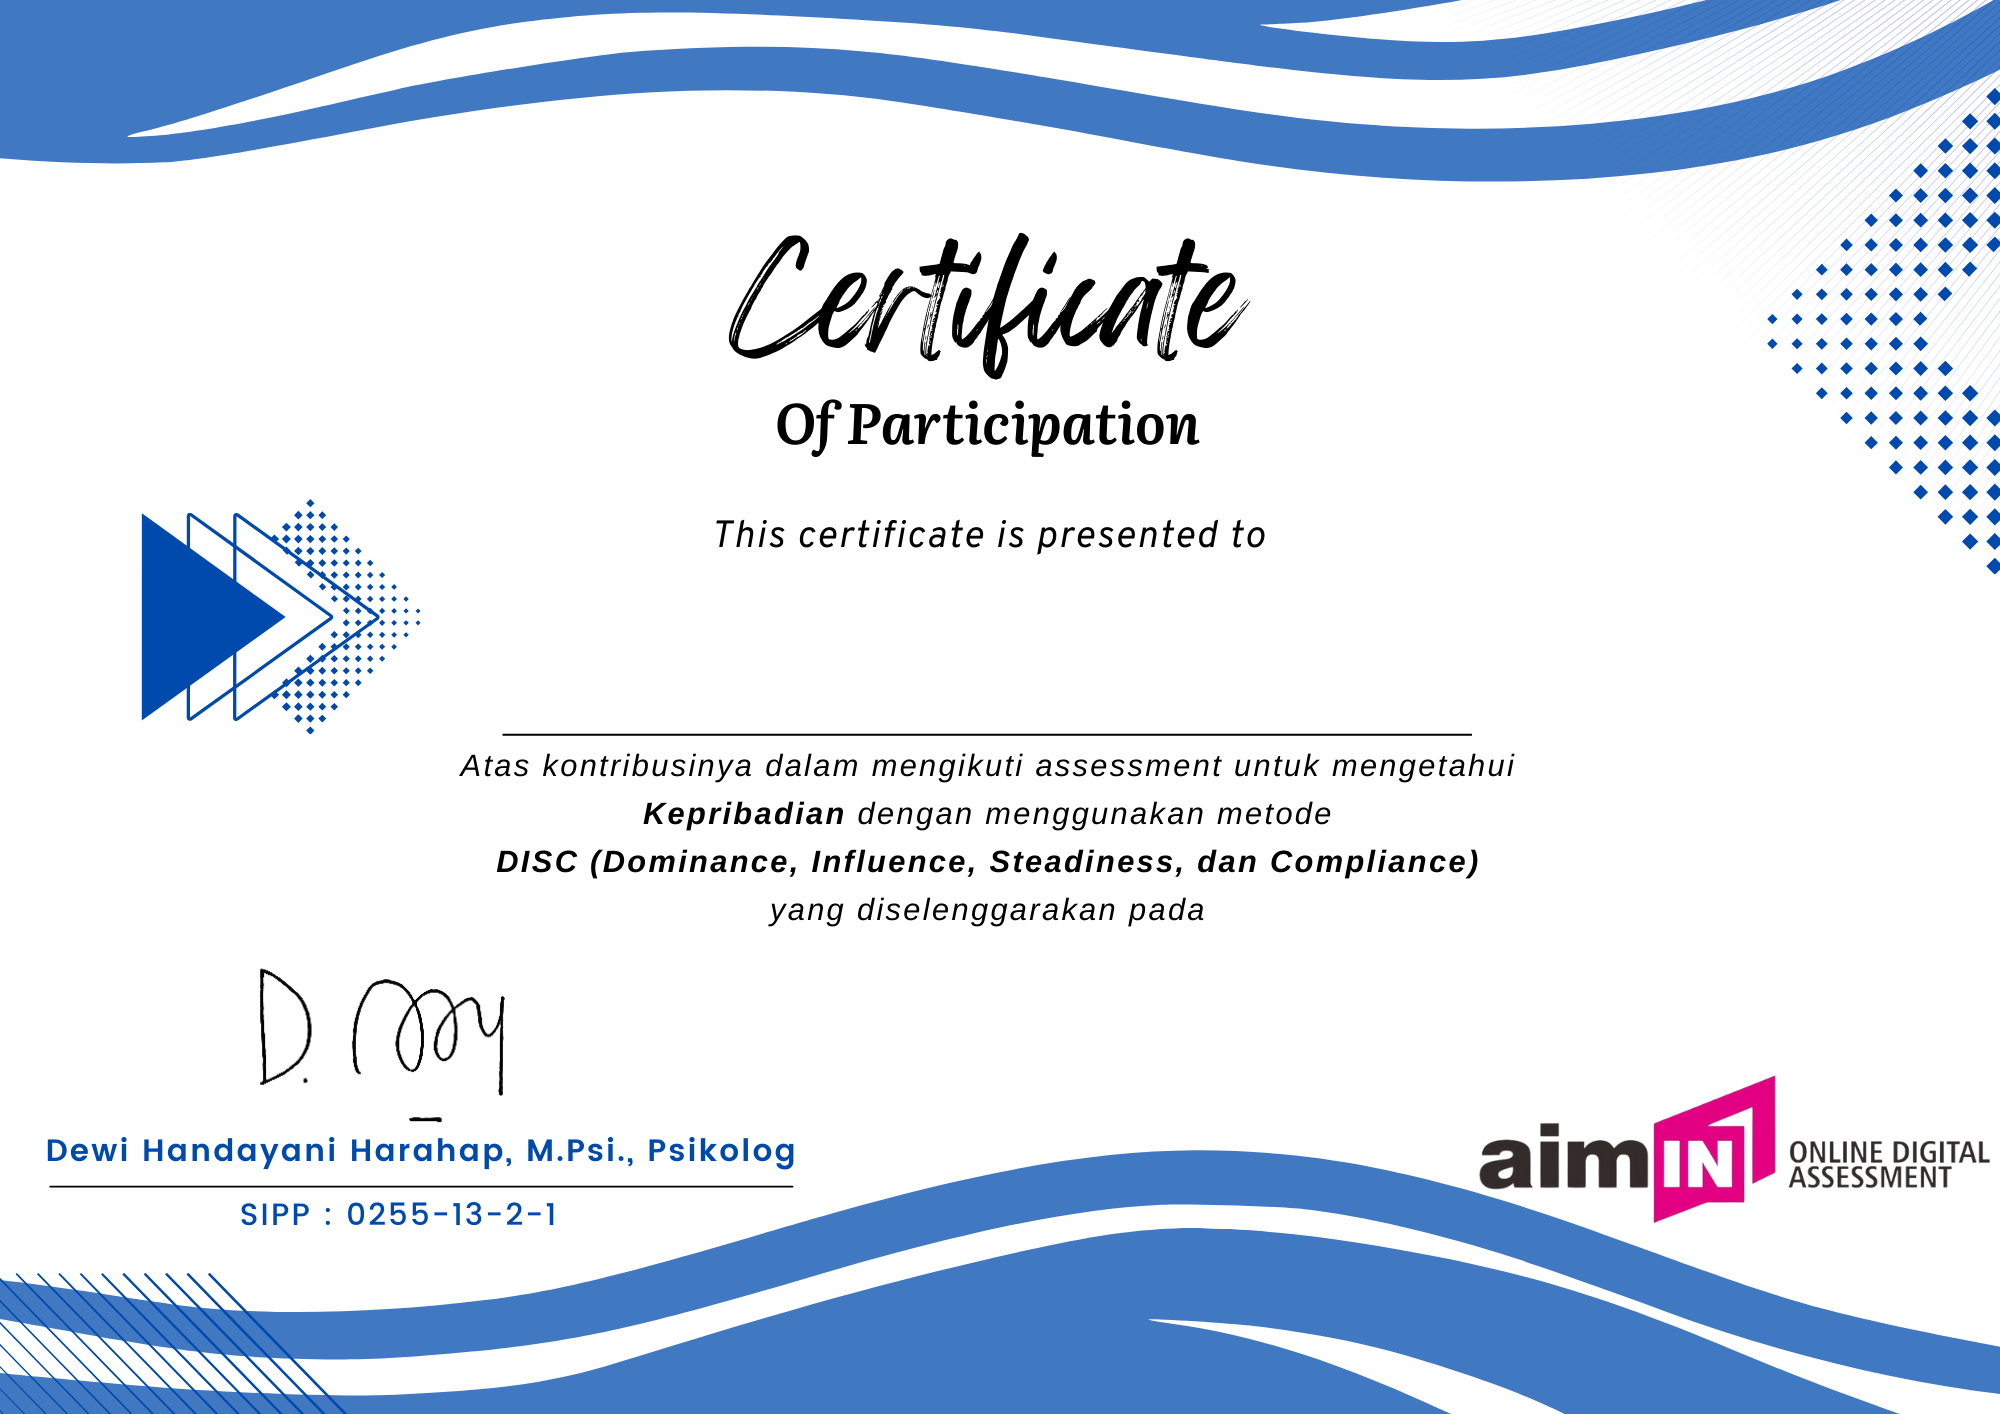 Certificate
Of Participation
This certificate is presented to
Atas kontribusinya dalam mengikuti assessment untuk mengetahui
Kepribadian dengan menggunakan metode
DISC (Dominance, Influence, Steadiness, dan Compliance)
yang diselenggarakan pada
D.
Dewi Handayani Harahap, M.Psi., Psikolog
SIPP : 0255-13-2-1
aimIN ONLINE DIGITAL
ASSESSMENT